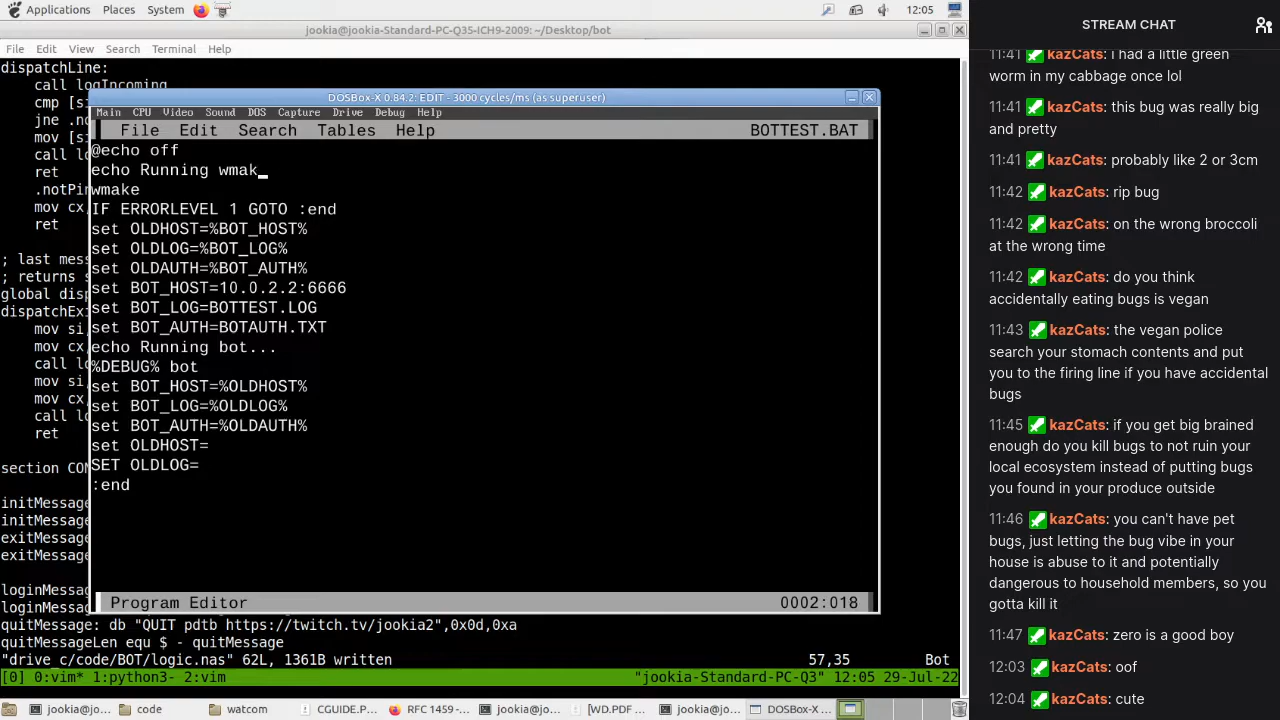 Applications Places System 12:05
jookia@jookia-Standard-PC-Q35-ICH9-2009: ~/Desktop/bot
File Edit View Search Terminal Help
dispatchLine:
call logIncoming
cmp [s
jne .no
mov [s
call lo
ret
.notPi
mov cx,
ret
; last mes
; returns
global disp
dispatchEx
mov si
mov cx,
call lo
mov si
mov cx,
call lo
ret
section CON
initMessage
initMessage
exitMessage
exitMessage
loginMessage
loginMessage
quitMessage: db "QUIT pdtb https://twitch.tv/jookia2",0x0d,0xa
quitMessageLen equ $ - quitMessage
"drive_c/code/BOT/logic.nas" 62L, 1361B written 57,35 Bot
[0] 0:vim* 1:python3- 2:vim "jookia-Standard-PC-Q3" 12:05 29-Jul-22
DOSBox-X 0.84.2: EDIT - 3000 cycles/ms (as superuser)
Main CPU Video Sound DOS Capture Drive Debug Help
File Edit Search Tables Help BOTTEST.BAT
@echo off
echo Running wmak_
wmake
IF ERRORLEVEL 1 GOTO :end
set OLDHOST=%BOT_HOST%
set OLDLOG=%BOT_LOG%
set OLDAUTH=%BOT_AUTH%
set BOT_HOST=10.0.2.2:6666
set BOT_LOG=BOTTEST.LOG
set BOT_AUTH=BOTAUTH.TXT
echo Running bot...
%DEBUG% bot
set BOT_HOST=%OLDHOST%
set BOT_LOG=%OLDLOG%
set BOT_AUTH=%OLDAUTH%
set OLDHOST=
SET OLDLOG=
:end
Program Editor 0002:018
jookia@jo... code watcom CGUIDE.P... RFC 1459 -... jookia@jo... [WD.PDF ... jookia@jo... DOSBox-X ...
STREAM CHAT
11:41 kazCats: i had a little green
worm in my cabbage once lol
11:41 kazCats: this bug was really big
and pretty
11:41 kazCats: probably like 2 or 3cm
11:42 kazCats: rip bug
11:42 kazCats: on the wrong broccoli
at the wrong time
11:42 kazCats: do you think
accidentally eating bugs is vegan
11:43 kazCats: the vegan police
search your stomach contents and put
you to the firing line if you have accidental
bugs
11:45 kazCats: if you get big brained
enough do you kill bugs to not ruin your
local ecosystem instead of putting bugs
you found in your produce outside
11:46 kazCats: you can't have pet
bugs, just letting the bug vibe in your
house is abuse to it and potentially
dangerous to household members, so you
gotta kill it
11:47 kazCats: zero is a good boy
12:03 kazCats: oof
12:04 kazCats: cute